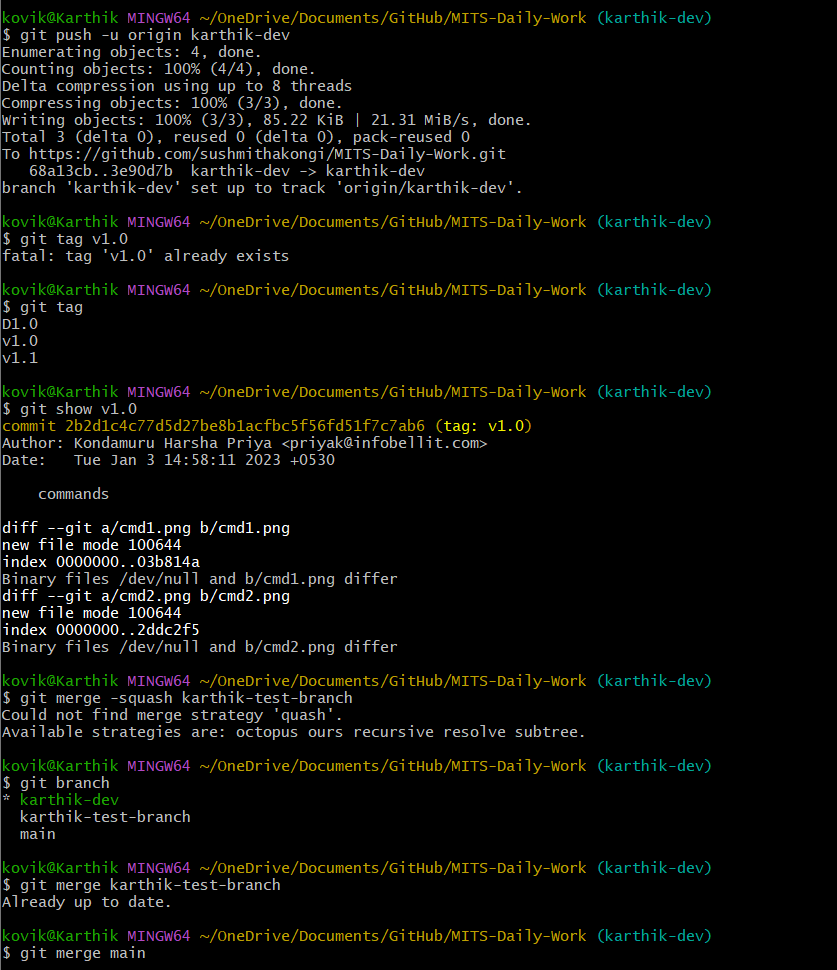 kovik@Karthik MINGW64 ~/OneDrive/Documents/GitHub/MITS-Daily-Work (karthik-dev)
$ git push -u origin karthik-dev
Enumerating objects: 4, done.
Counting objects: 100% (4/4), done.
Delta compression using up to 8 threads
Compressing objects: 100% (3/3), done.
Writing objects: 100% (3/3), 85.22 KiB | 21.31 MiB/s, done.
Total 3 (delta 0), reused 0 (delta 0), pack-reused 0
To https://github.com/sushmithakongi/MITS-Daily-Work.git
   68a13cb..3e90d7b  karthik-dev -> karthik-dev
branch 'karthik-dev' set up to track 'origin/karthik-dev'.

kovik@Karthik MINGW64 ~/OneDrive/Documents/GitHub/MITS-Daily-Work (karthik-dev)
$ git tag v1.0
fatal: tag 'v1.0' already exists

kovik@Karthik MINGW64 ~/OneDrive/Documents/GitHub/MITS-Daily-Work (karthik-dev)
$ git tag
D1.0
v1.0
v1.1

kovik@Karthik MINGW64 ~/OneDrive/Documents/GitHub/MITS-Daily-Work (karthik-dev)
$ git show v1.0
commit 2b2d1c4c77d5d27be8b1acfbc5f56fd51f7c7ab6 (tag: v1.0)
Author: Kondamuru Harsha Priya <priyak@infobellit.com>
Date:   Tue Jan 3 14:58:11 2023 +0530

    commands

diff --git a/cmd1.png b/cmd1.png
new file mode 100644
index 0000000..03b814a
Binary files /dev/null and b/cmd1.png differ
diff --git a/cmd2.png b/cmd2.png
new file mode 100644
index 0000000..2ddc2f5
Binary files /dev/null and b/cmd2.png differ

kovik@Karthik MINGW64 ~/OneDrive/Documents/GitHub/MITS-Daily-Work (karthik-dev)
$ git merge -squash karthik-test-branch
Could not find merge strategy 'quash'.
Available strategies are: octopus ours recursive resolve subtree.

kovik@Karthik MINGW64 ~/OneDrive/Documents/GitHub/MITS-Daily-Work (karthik-dev)
$ git branch
* karthik-dev
  karthik-test-branch
  main

kovik@Karthik MINGW64 ~/OneDrive/Documents/GitHub/MITS-Daily-Work (karthik-dev)
$ git merge karthik-test-branch
Already up to date.

kovik@Karthik MINGW64 ~/OneDrive/Documents/GitHub/MITS-Daily-Work (karthik-dev)
$ git merge main